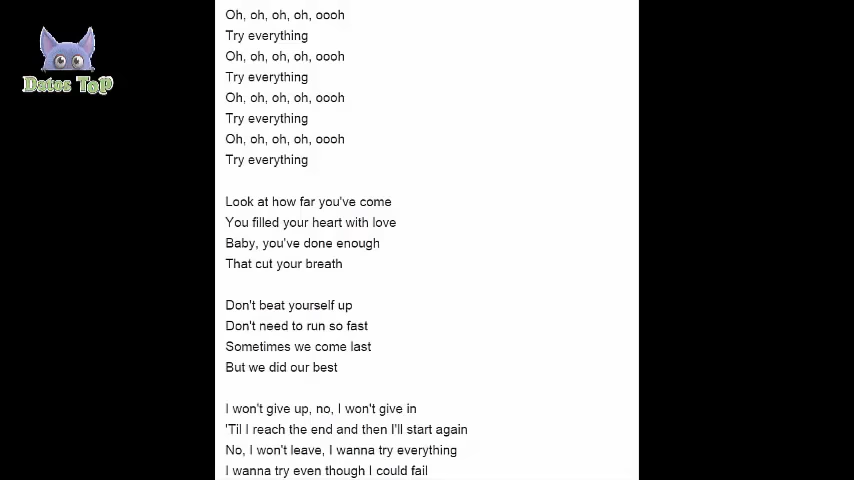 Datos Top
Oh, oh, oh, oh, oooh
Try everything
Oh, oh, oh, oh, oooh
Try everything
Oh, oh, oh, oh, oooh
Try everything
Oh, oh, oh, oh, oooh
Try everything
Look at how far you've come
You filled your heart with love
Baby, you've done enough
That cut your breath
Don't beat yourself up
Don't need to run so fast
Sometimes we come last
But we did our best
I won't give up, no, I won't give in
'Til I reach the end and then I'll start again
No, I won't leave, I wanna try everything
I wanna try even though I could fail